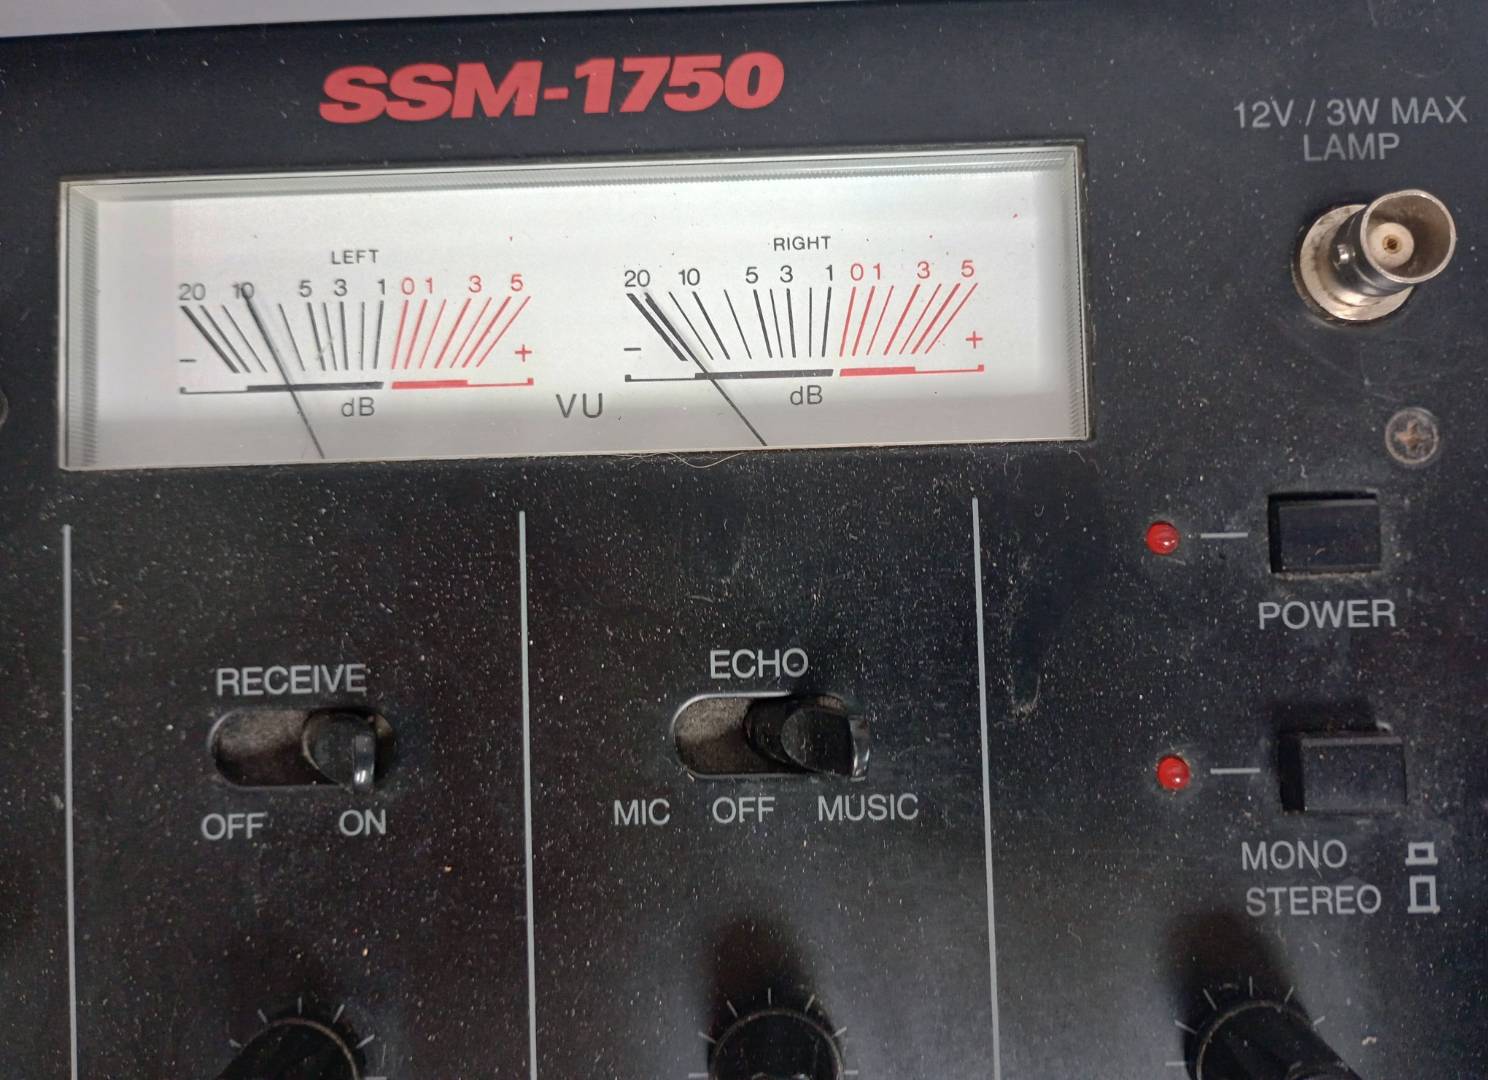 SSM-1750
12V / 3W MAX
LAMP
LEFT
20 10 5 3 1 0 1 3 5
- +
dB
VU
RIGHT
20 10 5 3 1 0 1 3 5
- +
dB
POWER
RECEIVE
OFF ON
ECHO
MIC OFF MUSIC
MONO
STEREO